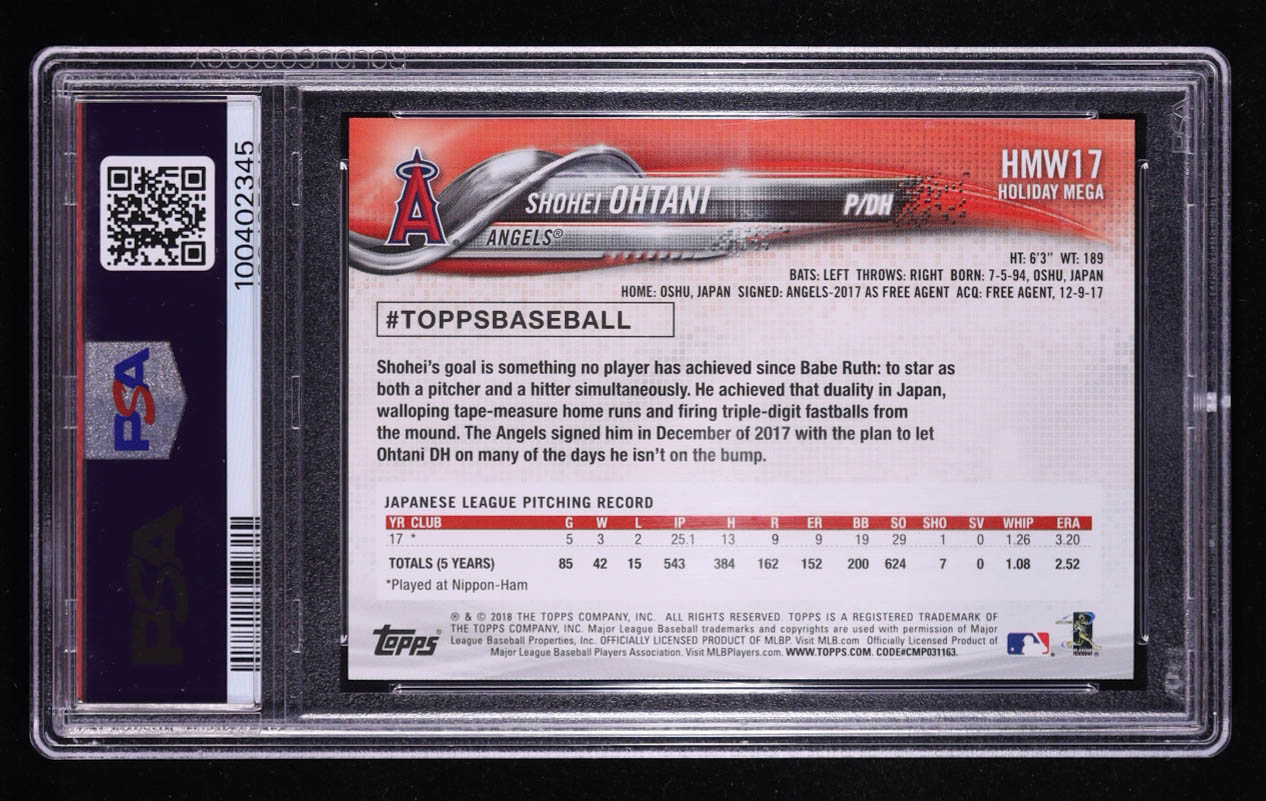 100402345
PSA
PSA
A
SHOHEI OHTANI
P/DH
ANGELS®
HMW17
HOLIDAY MEGA
HT: 6'3" WT: 189
BATS: LEFT THROWS: RIGHT BORN: 7-5-94, OSHU, JAPAN
HOME: OSHU, JAPAN SIGNED: ANGELS-2017 AS FREE AGENT ACQ: FREE AGENT, 12-9-17
#TOPPSBASEBALL
Shohei's goal is something no player has achieved since Babe Ruth: to star as
both a pitcher and a hitter simultaneously. He achieved that duality in Japan,
walloping tape-measure home runs and firing triple-digit fastballs from
the mound. The Angels signed him in December of 2017 with the plan to let
Ohtani DH on many of the days he isn't on the bump.
JAPANESE LEAGUE PITCHING RECORD
YR CLUB G W L IP H R ER BB SO SHO SV WHIP ERA
17 * 5 3 2 25.1 13 9 9 19 29 1 0 1.26 3.20
TOTALS (5 YEARS) 85 42 15 543 384 162 152 200 624 7 0 1.08 2.52
*Played at Nippon-Ham
Topps®
® & © 2018 THE TOPPS COMPANY, INC. ALL RIGHTS RESERVED. TOPPS IS A REGISTERED TRADEMARK OF
THE TOPPS COMPANY, INC. Major League Baseball trademarks and copyrights are used with permission of Major
League Baseball Properties, Inc. OFFICIALLY LICENSED PRODUCT OF MLBP. Visit MLB.com Officially Licensed Product of
Major League Baseball Players Association. Visit MLBPlayers.com. WWW.TOPPS.COM. CODE#CMP031163.